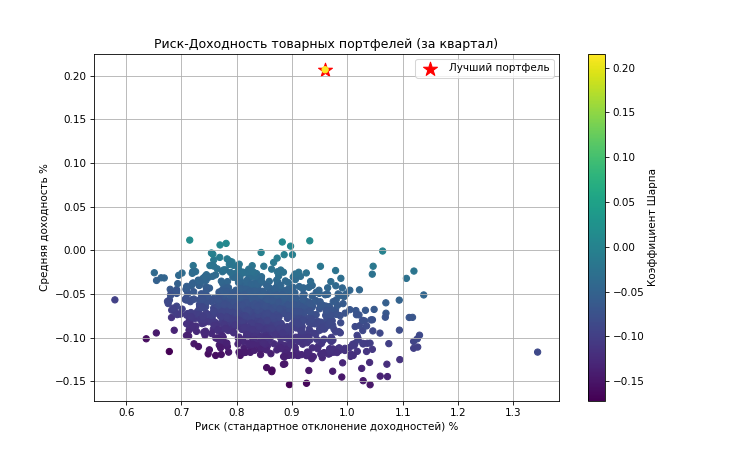 Риск-Доходность товарных портфелей (за квартал)
Лучший портфель
0.20
0.15
0.10
0.05
0.00
−0.05
−0.10
−0.15
Средняя доходность %
0.6 0.7 0.8 0.9 1.0 1.1 1.2 1.3
Риск (стандартное отклонение доходностей) %
0.20
0.15
0.10
0.05
0.00
−0.05
−0.10
−0.15
Коэффициент Шарпа